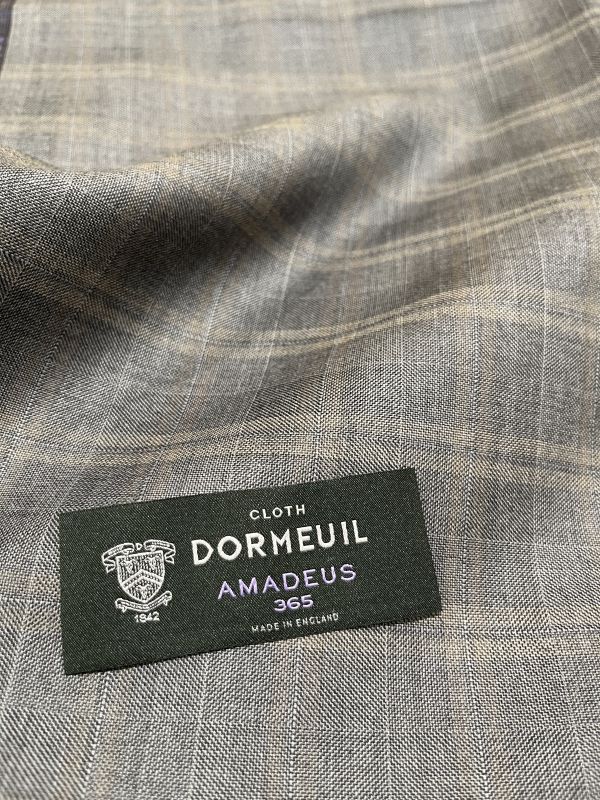 CLOTH
DORMEUIL
AMADEUS
365
MADE IN ENGLAND
D
1842